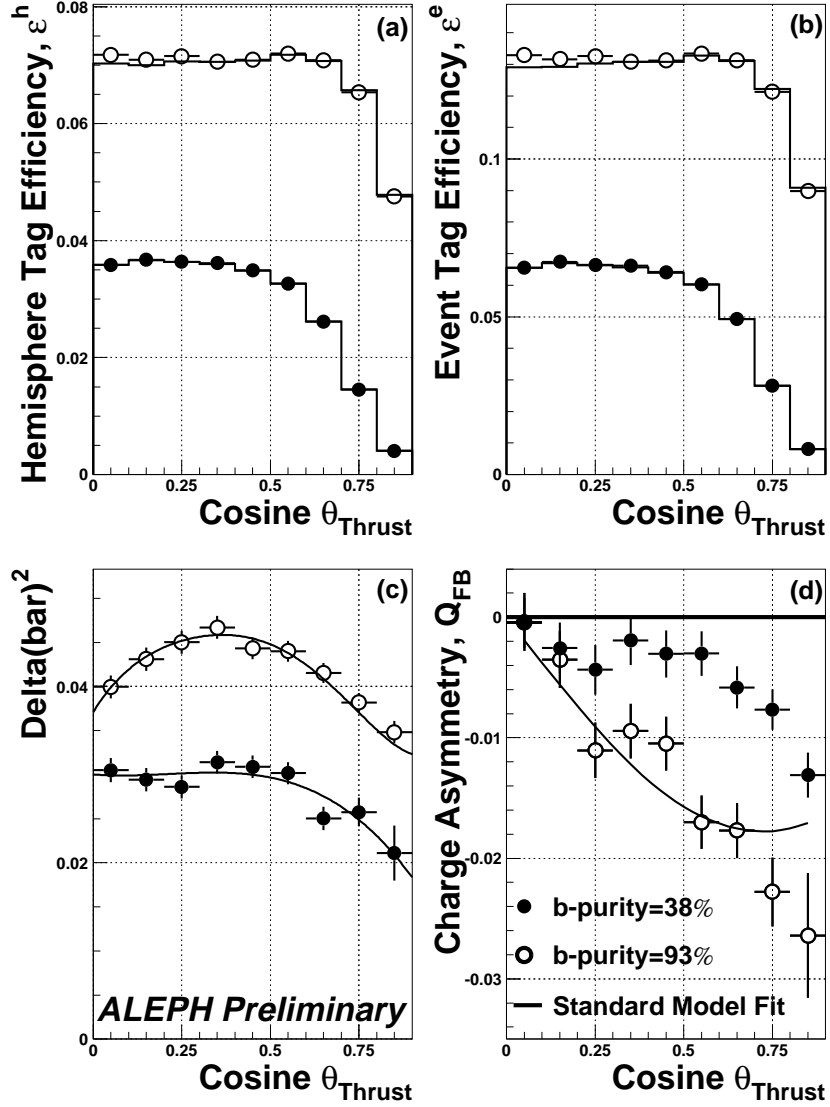 Hemisphere Tag Efficiency, ε^h
0.08
0.06
0.04
0.02
0
(a)
0 0.25 0.5 0.75
Cosine θ_Thrust
Event Tag Efficiency, ε^e
0.1
0.05
0
(b)
0 0.25 0.5 0.75
Cosine θ_Thrust
Delta(bar)^2
0.04
0.02
0
(c)
ALEPH Preliminary
0 0.25 0.5 0.75
Cosine θ_Thrust
Charge Asymmetry, Q_FB
0
-0.01
-0.02
-0.03
(d)
b-purity=38%
b-purity=93%
Standard Model Fit
0 0.25 0.5 0.75
Cosine θ_Thrust